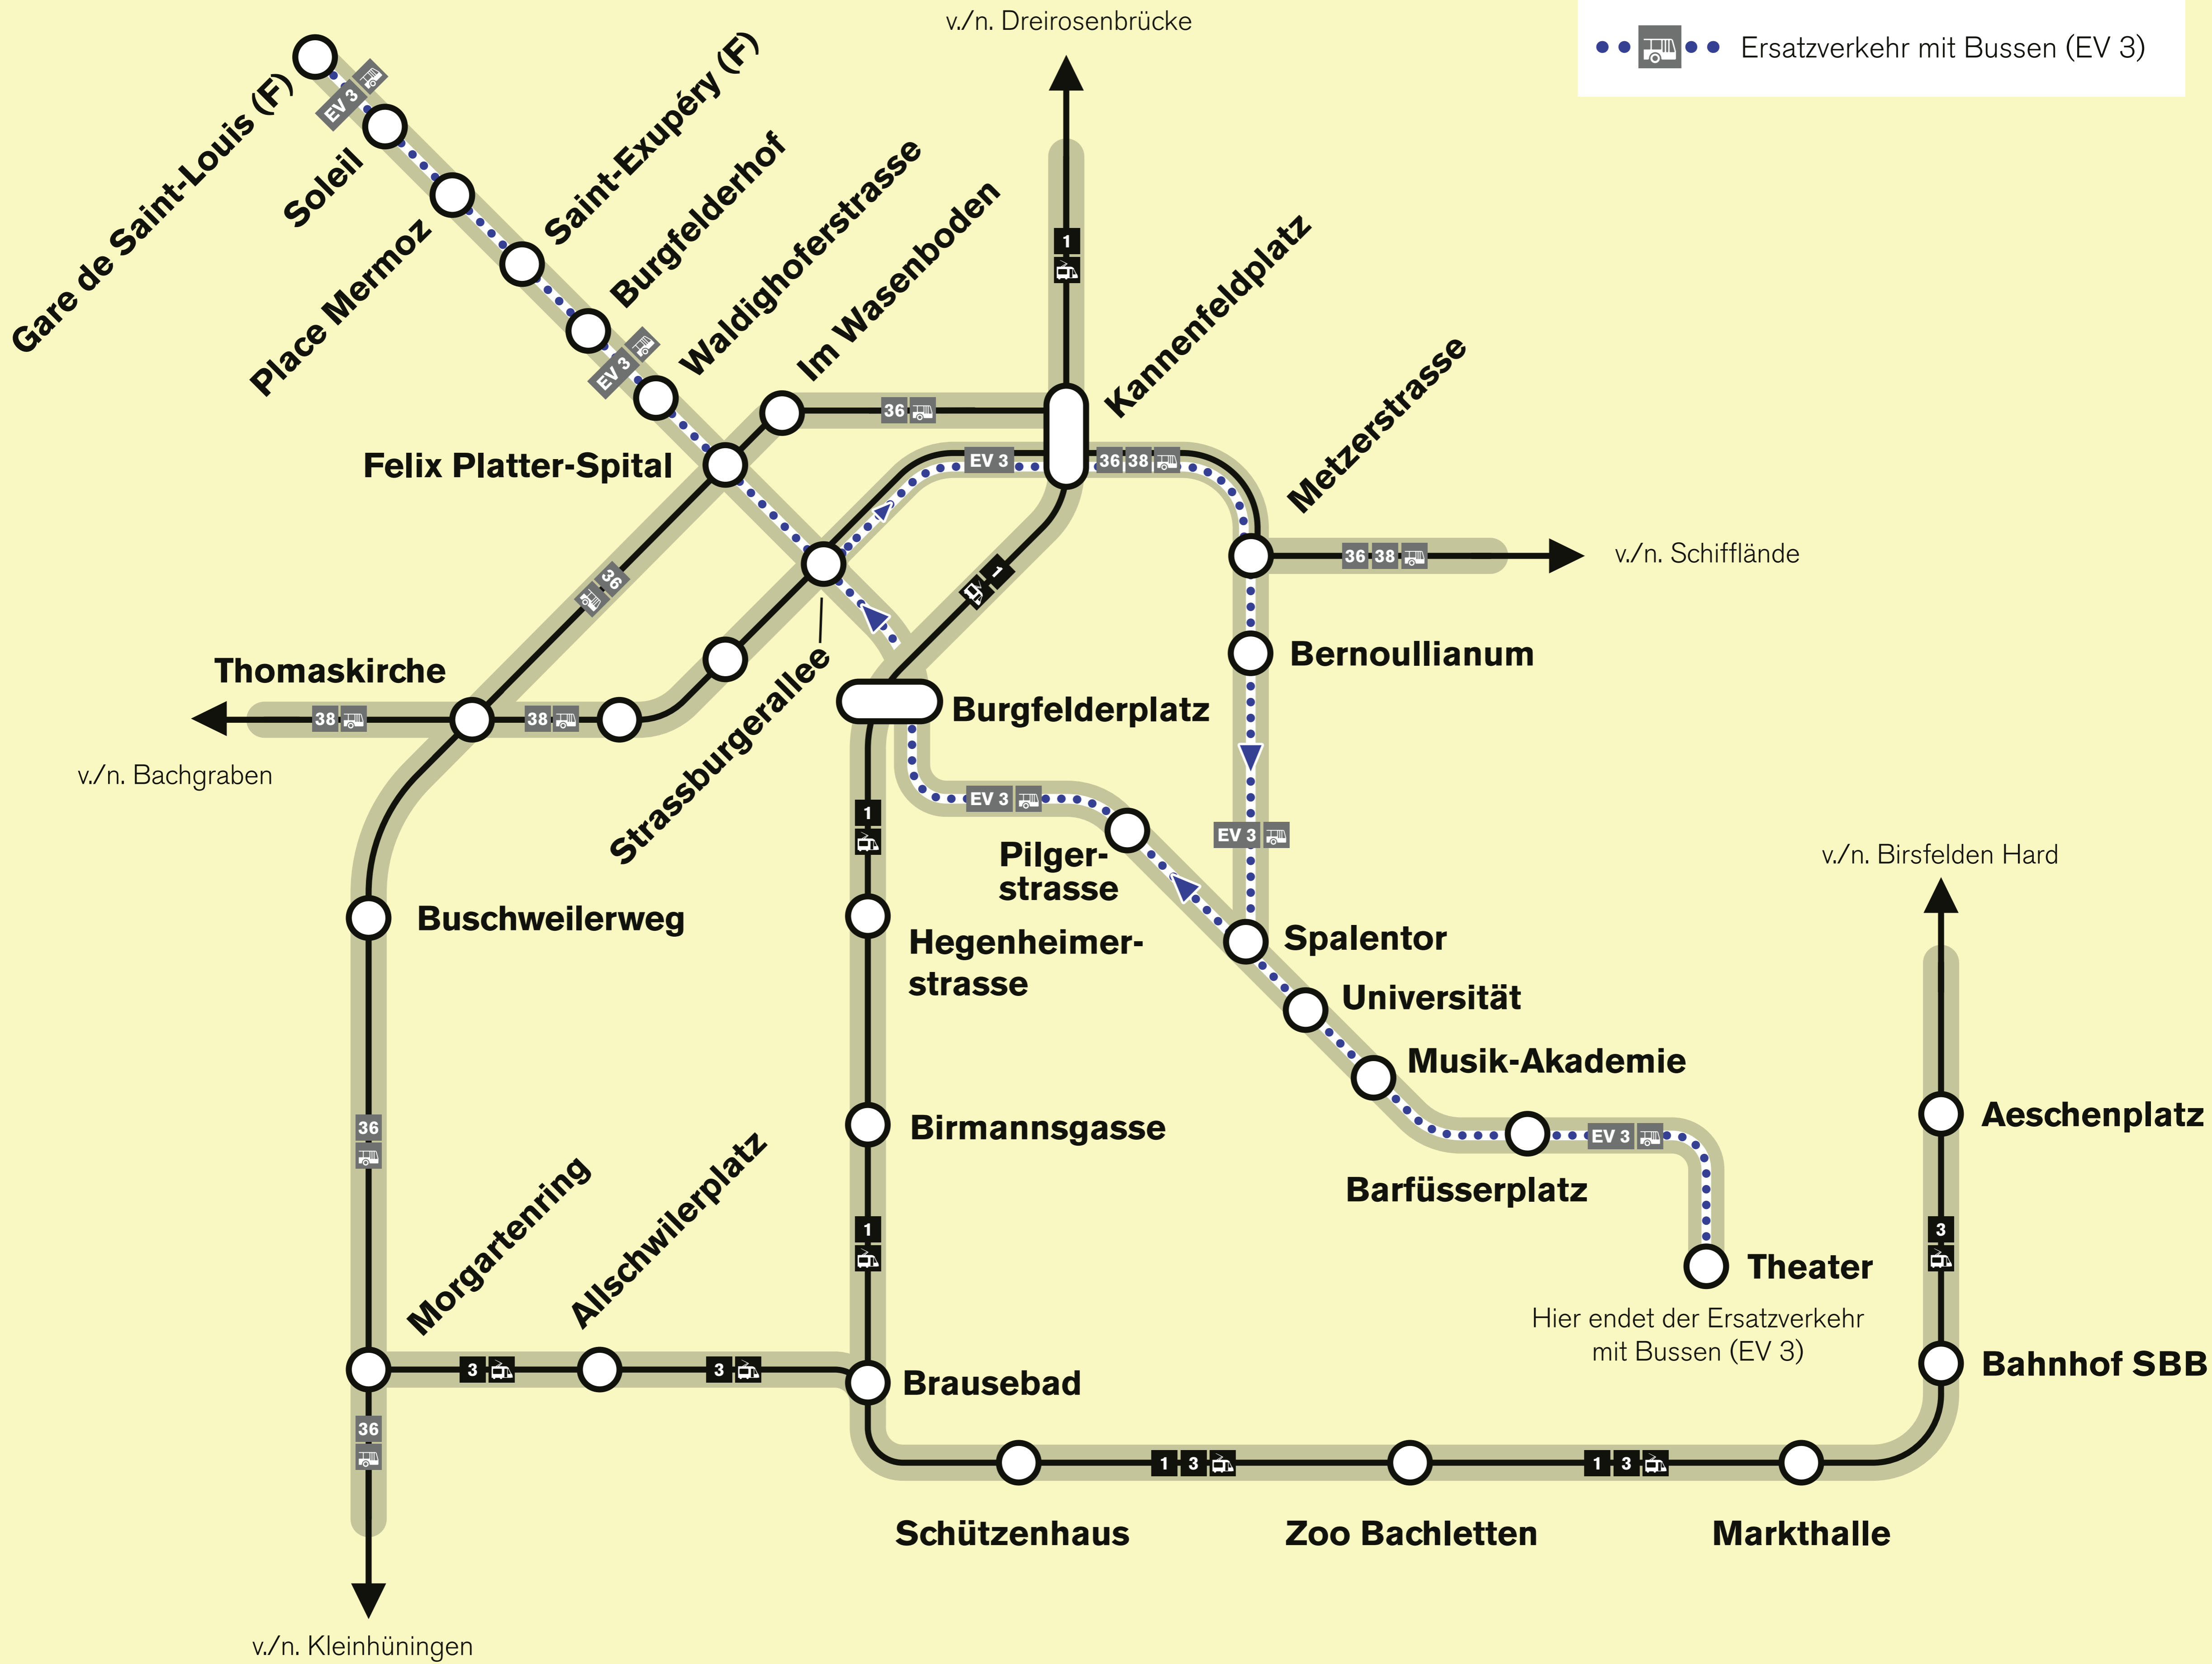 v./n. Dreirosenbrücke
Ersatzverkehr mit Bussen (EV 3)
Gare de Saint-Louis (F)
EV 3
Soleil
Place Mermoz
Saint-Exupéry (F)
Burgfelderhof
EV 3
Waldighoferstrasse
Im Wasenboden
1
Kannenfeldplatz
36
Felix Platter-Spital
EV 3
36 38
Metzerstrasse
36 38
v./n. Schifflände
36
1
Bernoullianum
Thomaskirche
38
38
v./n. Bachgraben
Strassburgerallee
Burgfelderplatz
EV 3
1
Pilger-
strasse
EV 3
v./n. Birsfelden Hard
Buschweilerweg
Hegenheimer-
strasse
Spalentor
Universität
Musik-Akademie
36
Birmannsgasse
EV 3
Barfüsserplatz
Aeschenplatz
1
3
Theater
Hier endet der Ersatzverkehr
mit Bussen (EV 3)
Morgartenring
Allschwilerplatz
3
3
Brausebad
Bahnhof SBB
36
1 3
1 3
Schützenhaus
Zoo Bachletten
Markthalle
v./n. Kleinhüningen